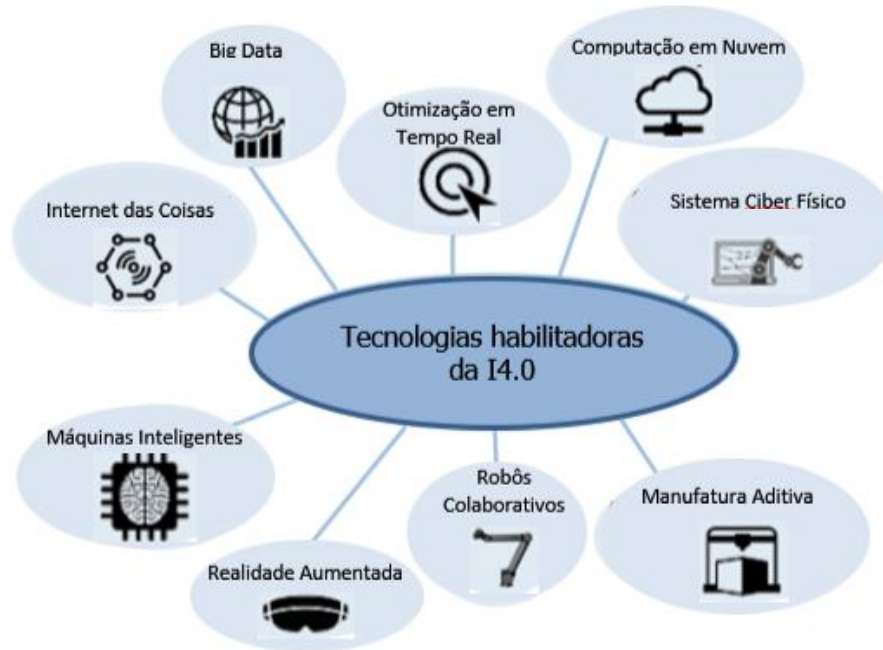 Big Data
Computação em Nuvem
Otimização em
Tempo Real
Internet das Coisas
Sistema Ciber Físico
Tecnologias habilitadoras
da I4.0
Máquinas Inteligentes
Robôs
Colaborativos
Manufatura Aditiva
Realidade Aumentada